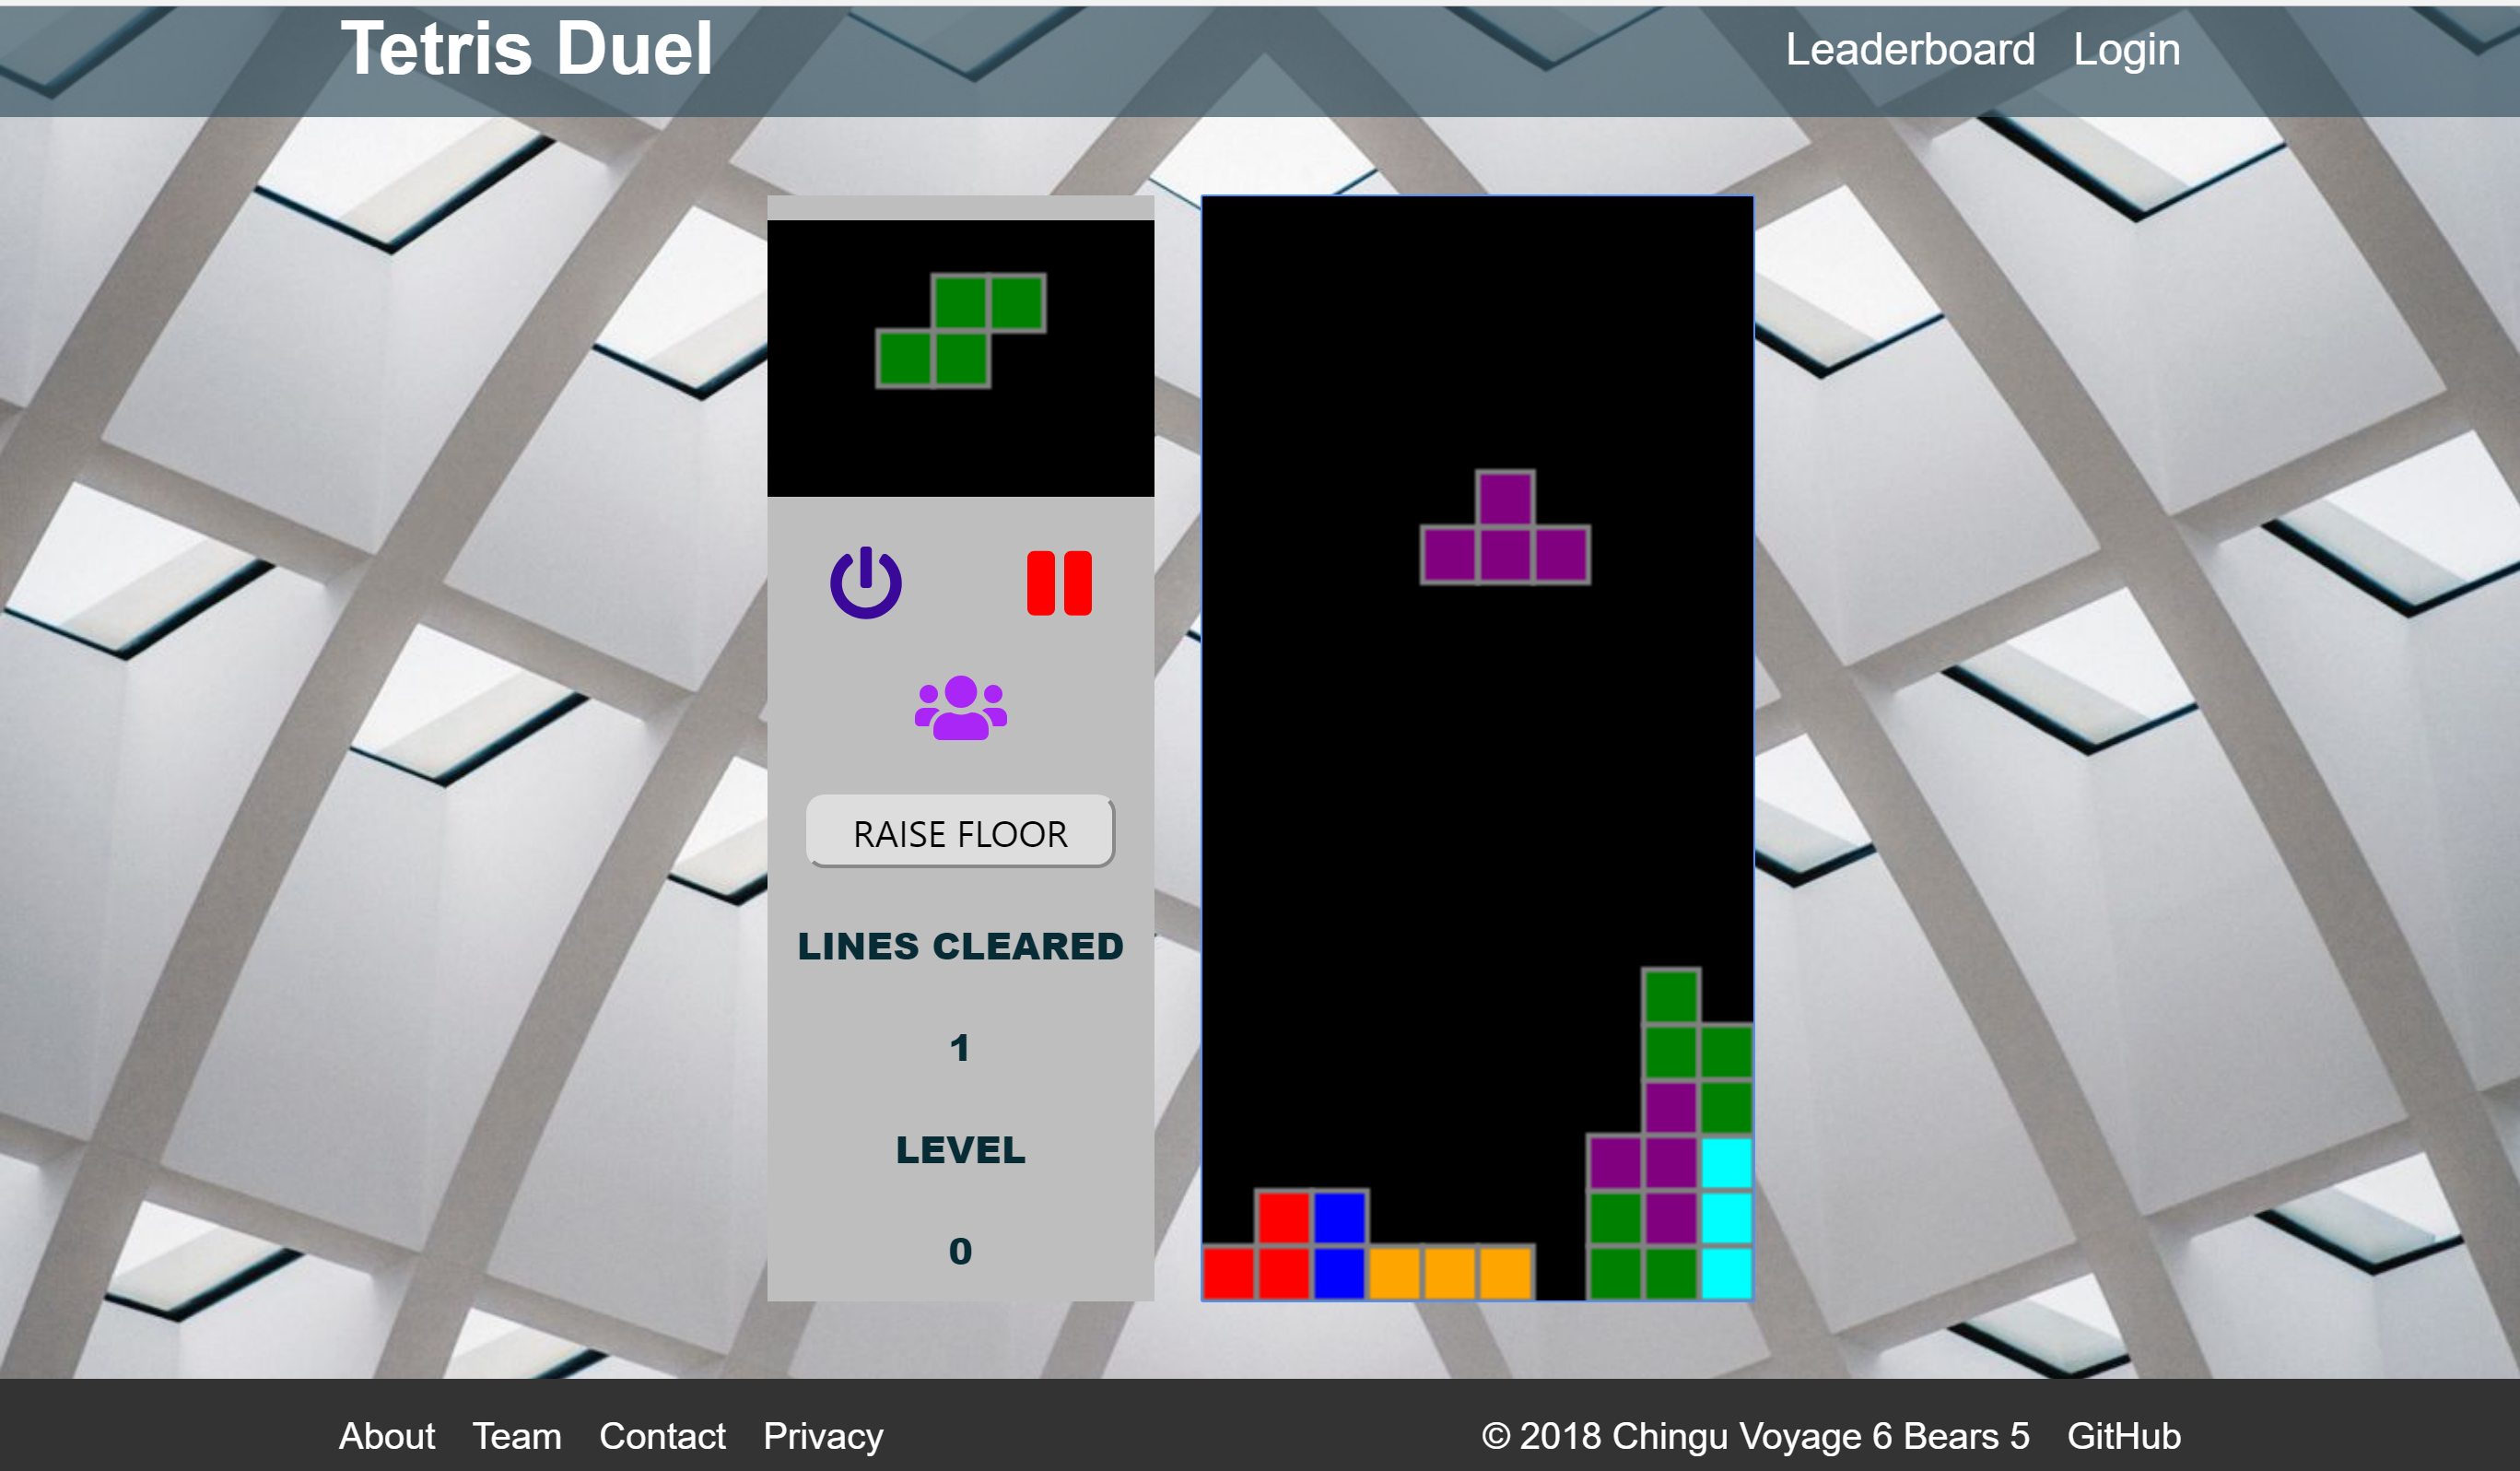 Tetris Duel
Leaderboard Login
RAISE FLOOR
LINES CLEARED
1
LEVEL
0
About Team Contact Privacy
© 2018 Chingu Voyage 6 Bears 5 GitHub